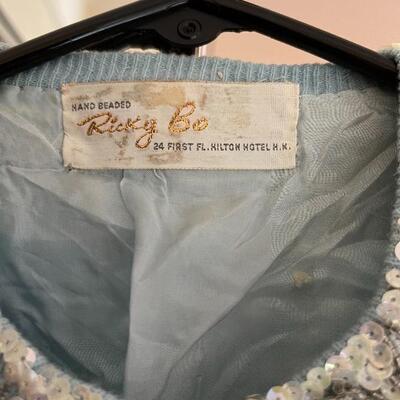 HAND BEADED
Ricky Bo
24 FIRST FL. HILTON HOTEL H.K.